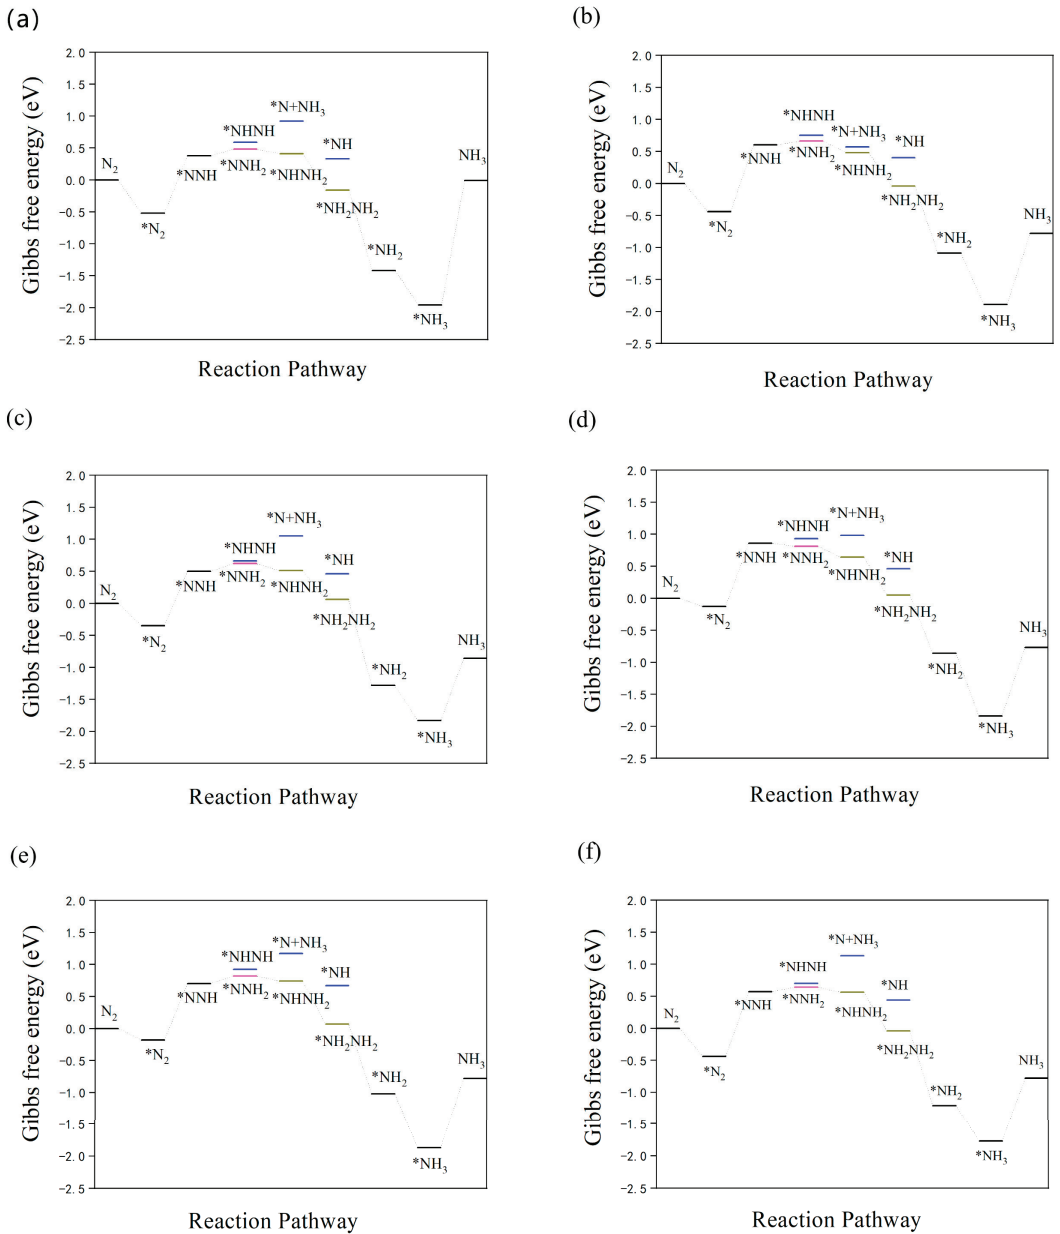 (a)
Gibbs free energy (eV)
2.0
1.5
1.0
0.5
0.0
-0.5
-1.0
-1.5
-2.0
-2.5
N2
*N2
*NNH
*NHNH
*NNH2
*N+NH3
*NHNH2
*NH
*NH2NH2
*NH2
*NH3
NH3
Reaction Pathway
(b)
Gibbs free energy (eV)
2.0
1.5
1.0
0.5
0.0
-0.5
-1.0
-1.5
-2.0
-2.5
N2
*N2
*NNH
*NHNH
*NNH2
*N+NH3
*NHNH2
*NH
*NH2NH2
*NH2
*NH3
NH3
Reaction Pathway
(c)
Gibbs free energy (eV)
2.0
1.5
1.0
0.5
0.0
-0.5
-1.0
-1.5
-2.0
-2.5
N2
*N2
*NNH
*NHNH
*NNH2
*N+NH3
*NHNH2
*NH
*NH2NH2
*NH2
*NH3
NH3
Reaction Pathway
(d)
Gibbs free energy (eV)
2.0
1.5
1.0
0.5
0.0
-0.5
-1.0
-1.5
-2.0
-2.5
N2
*N2
*NNH
*NHNH
*NNH2
*N+NH3
*NHNH2
*NH
*NH2NH2
*NH2
*NH3
NH3
Reaction Pathway
(e)
Gibbs free energy (eV)
2.0
1.5
1.0
0.5
0.0
-0.5
-1.0
-1.5
-2.0
-2.5
N2
*N2
*NNH
*NHNH
*NNH2
*N+NH3
*NHNH2
*NH
*NH2NH2
*NH2
*NH3
NH3
Reaction Pathway
(f)
Gibbs free energy (eV)
2.0
1.5
1.0
0.5
0.0
-0.5
-1.0
-1.5
-2.0
-2.5
N2
*N2
*NNH
*NHNH
*NNH2
*N+NH3
*NHNH2
*NH
*NH2NH2
*NH2
*NH3
NH3
Reaction Pathway